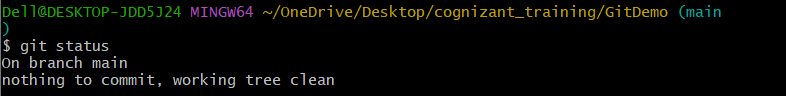 Dell@DESKTOP-JDD5J24 MINGW64 ~/OneDrive/Desktop/cognizant_training/GitDemo (main
)
$ git status
On branch main
nothing to commit, working tree clean